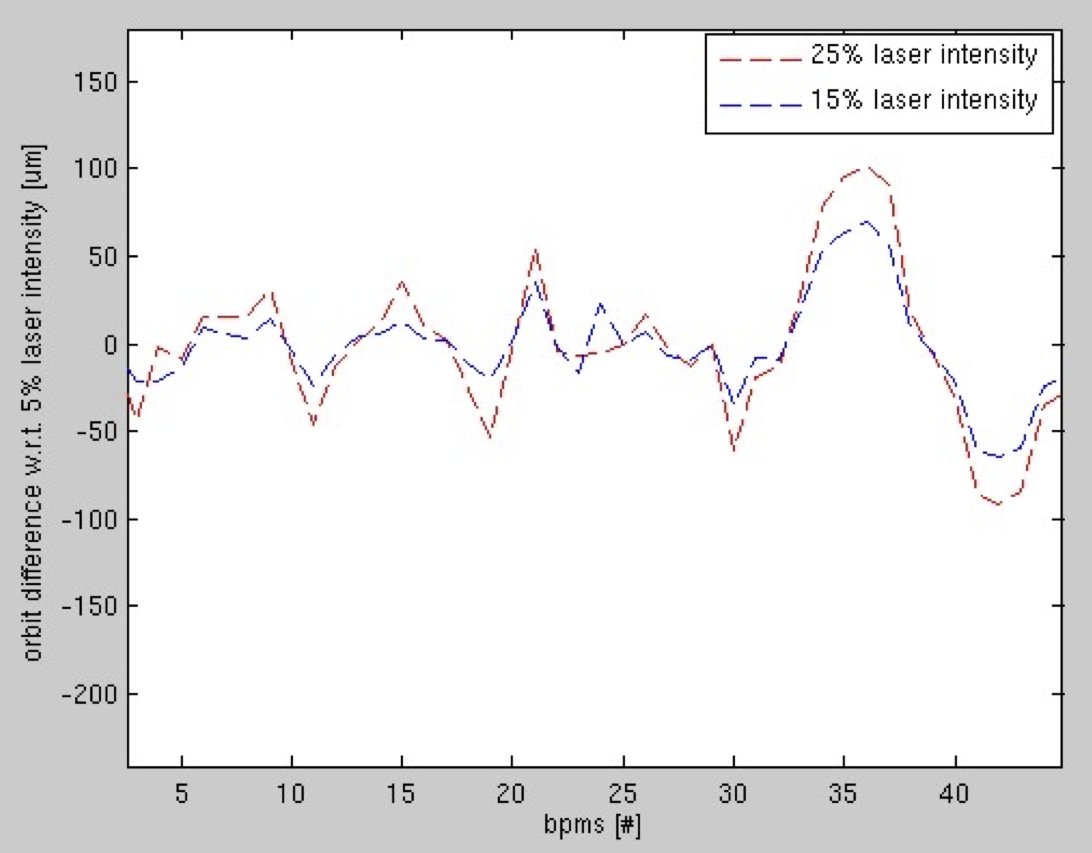 25% laser intensity
15% laser intensity
150
100
50
0
-50
-100
-150
-200
orbit difference w.r.t. 5% laser intensity [um]
5 10 15 20 25 30 35 40
bpms [#]